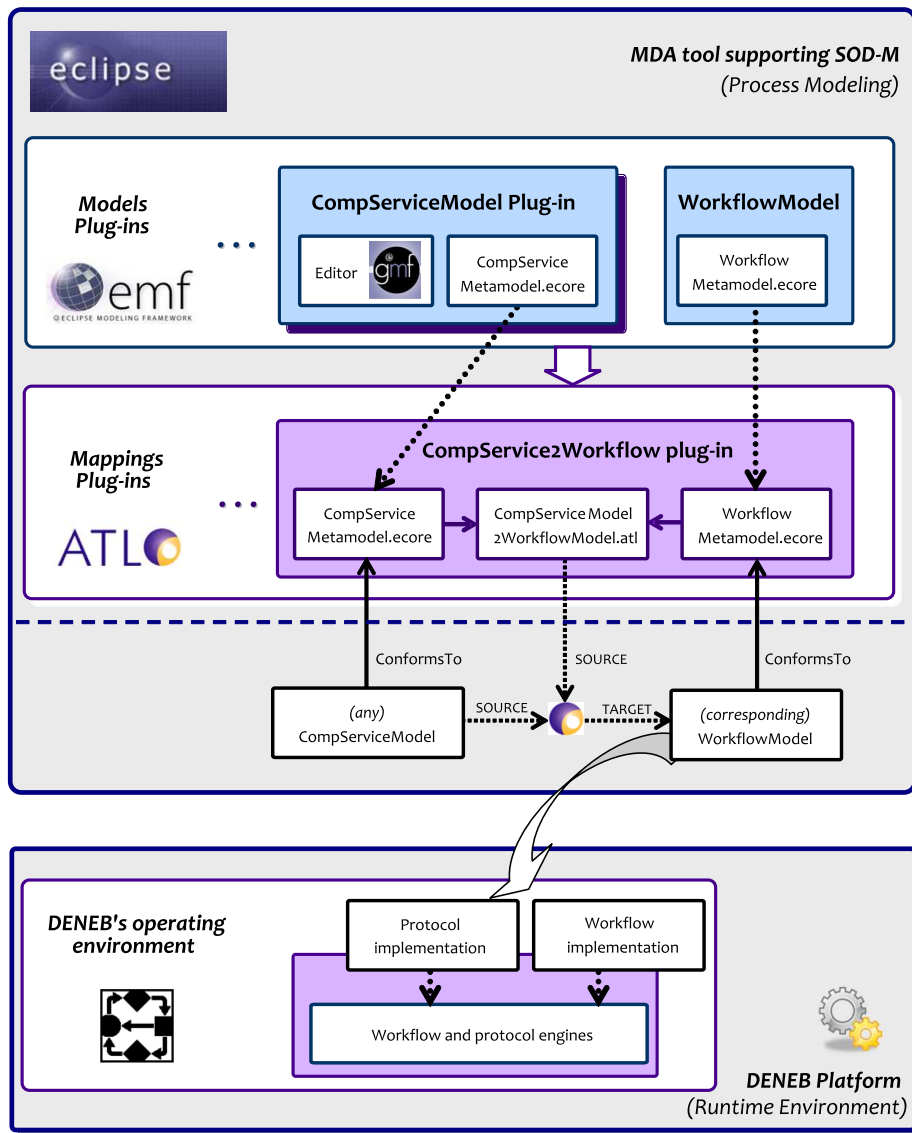 eclipse
MDA tool supporting SOD-M
(Process Modeling)
Models
Plug-ins
...
emf
ECLIPSE MODELING FRAMEWORK
CompServiceModel Plug-in
Editor
gmf
CompService
Metamodel.ecore
WorkflowModel
Workflow
Metamodel.ecore
Mappings
Plug-ins
...
ATL
CompService2Workflow plug-in
CompService
Metamodel.ecore
CompService Model
2WorkflowModel.atl
Workflow
Metamodel.ecore
ConformsTo
SOURCE
ConformsTo
(any)
CompServiceModel
SOURCE
TARGET
(corresponding)
WorkflowModel
DENEB's operating
environment
Protocol
implementation
Workflow
implementation
Workflow and protocol engines
DENEB Platform
(Runtime Environment)